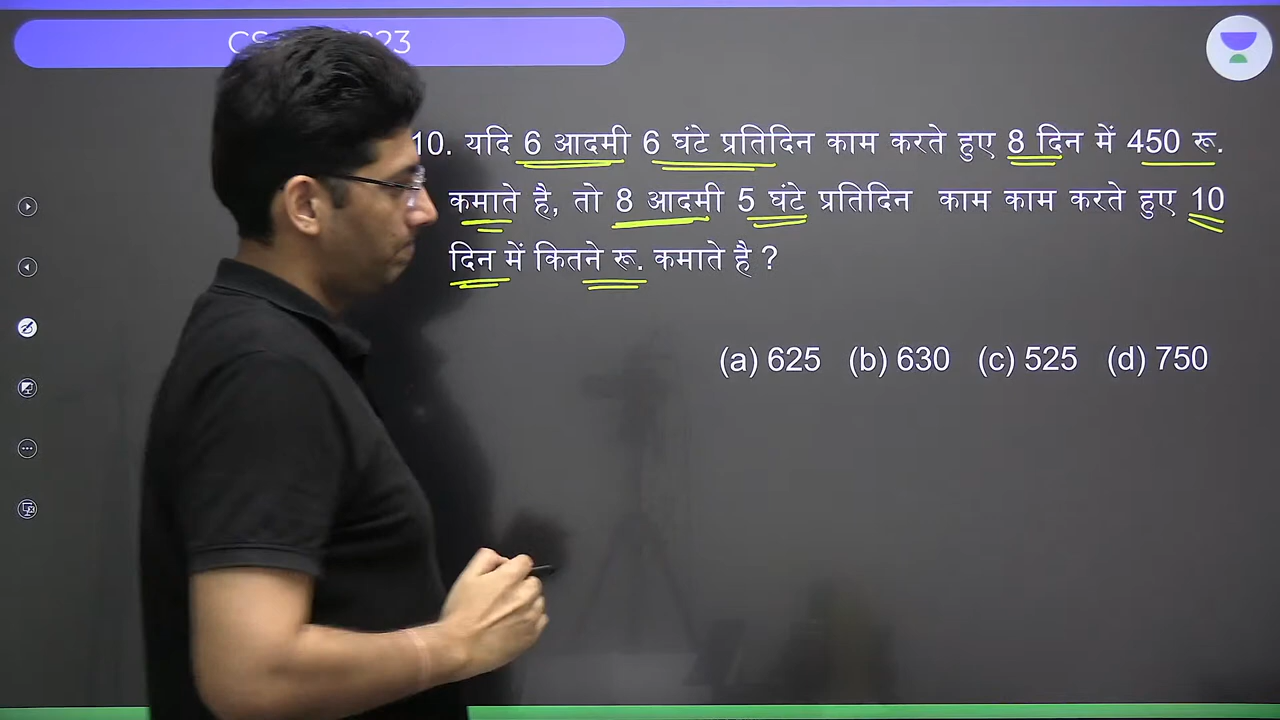 10. यदि 6 आदमी 6 घंटे प्रतिदिन काम करते हुए 8 दिन में 450 रू.
कमाते है, तो 8 आदमी 5 घंटे प्रतिदिन काम काम करते हुए 10
दिन में कितने रू. कमाते है ?
(a) 625 (b) 630 (c) 525 (d) 750